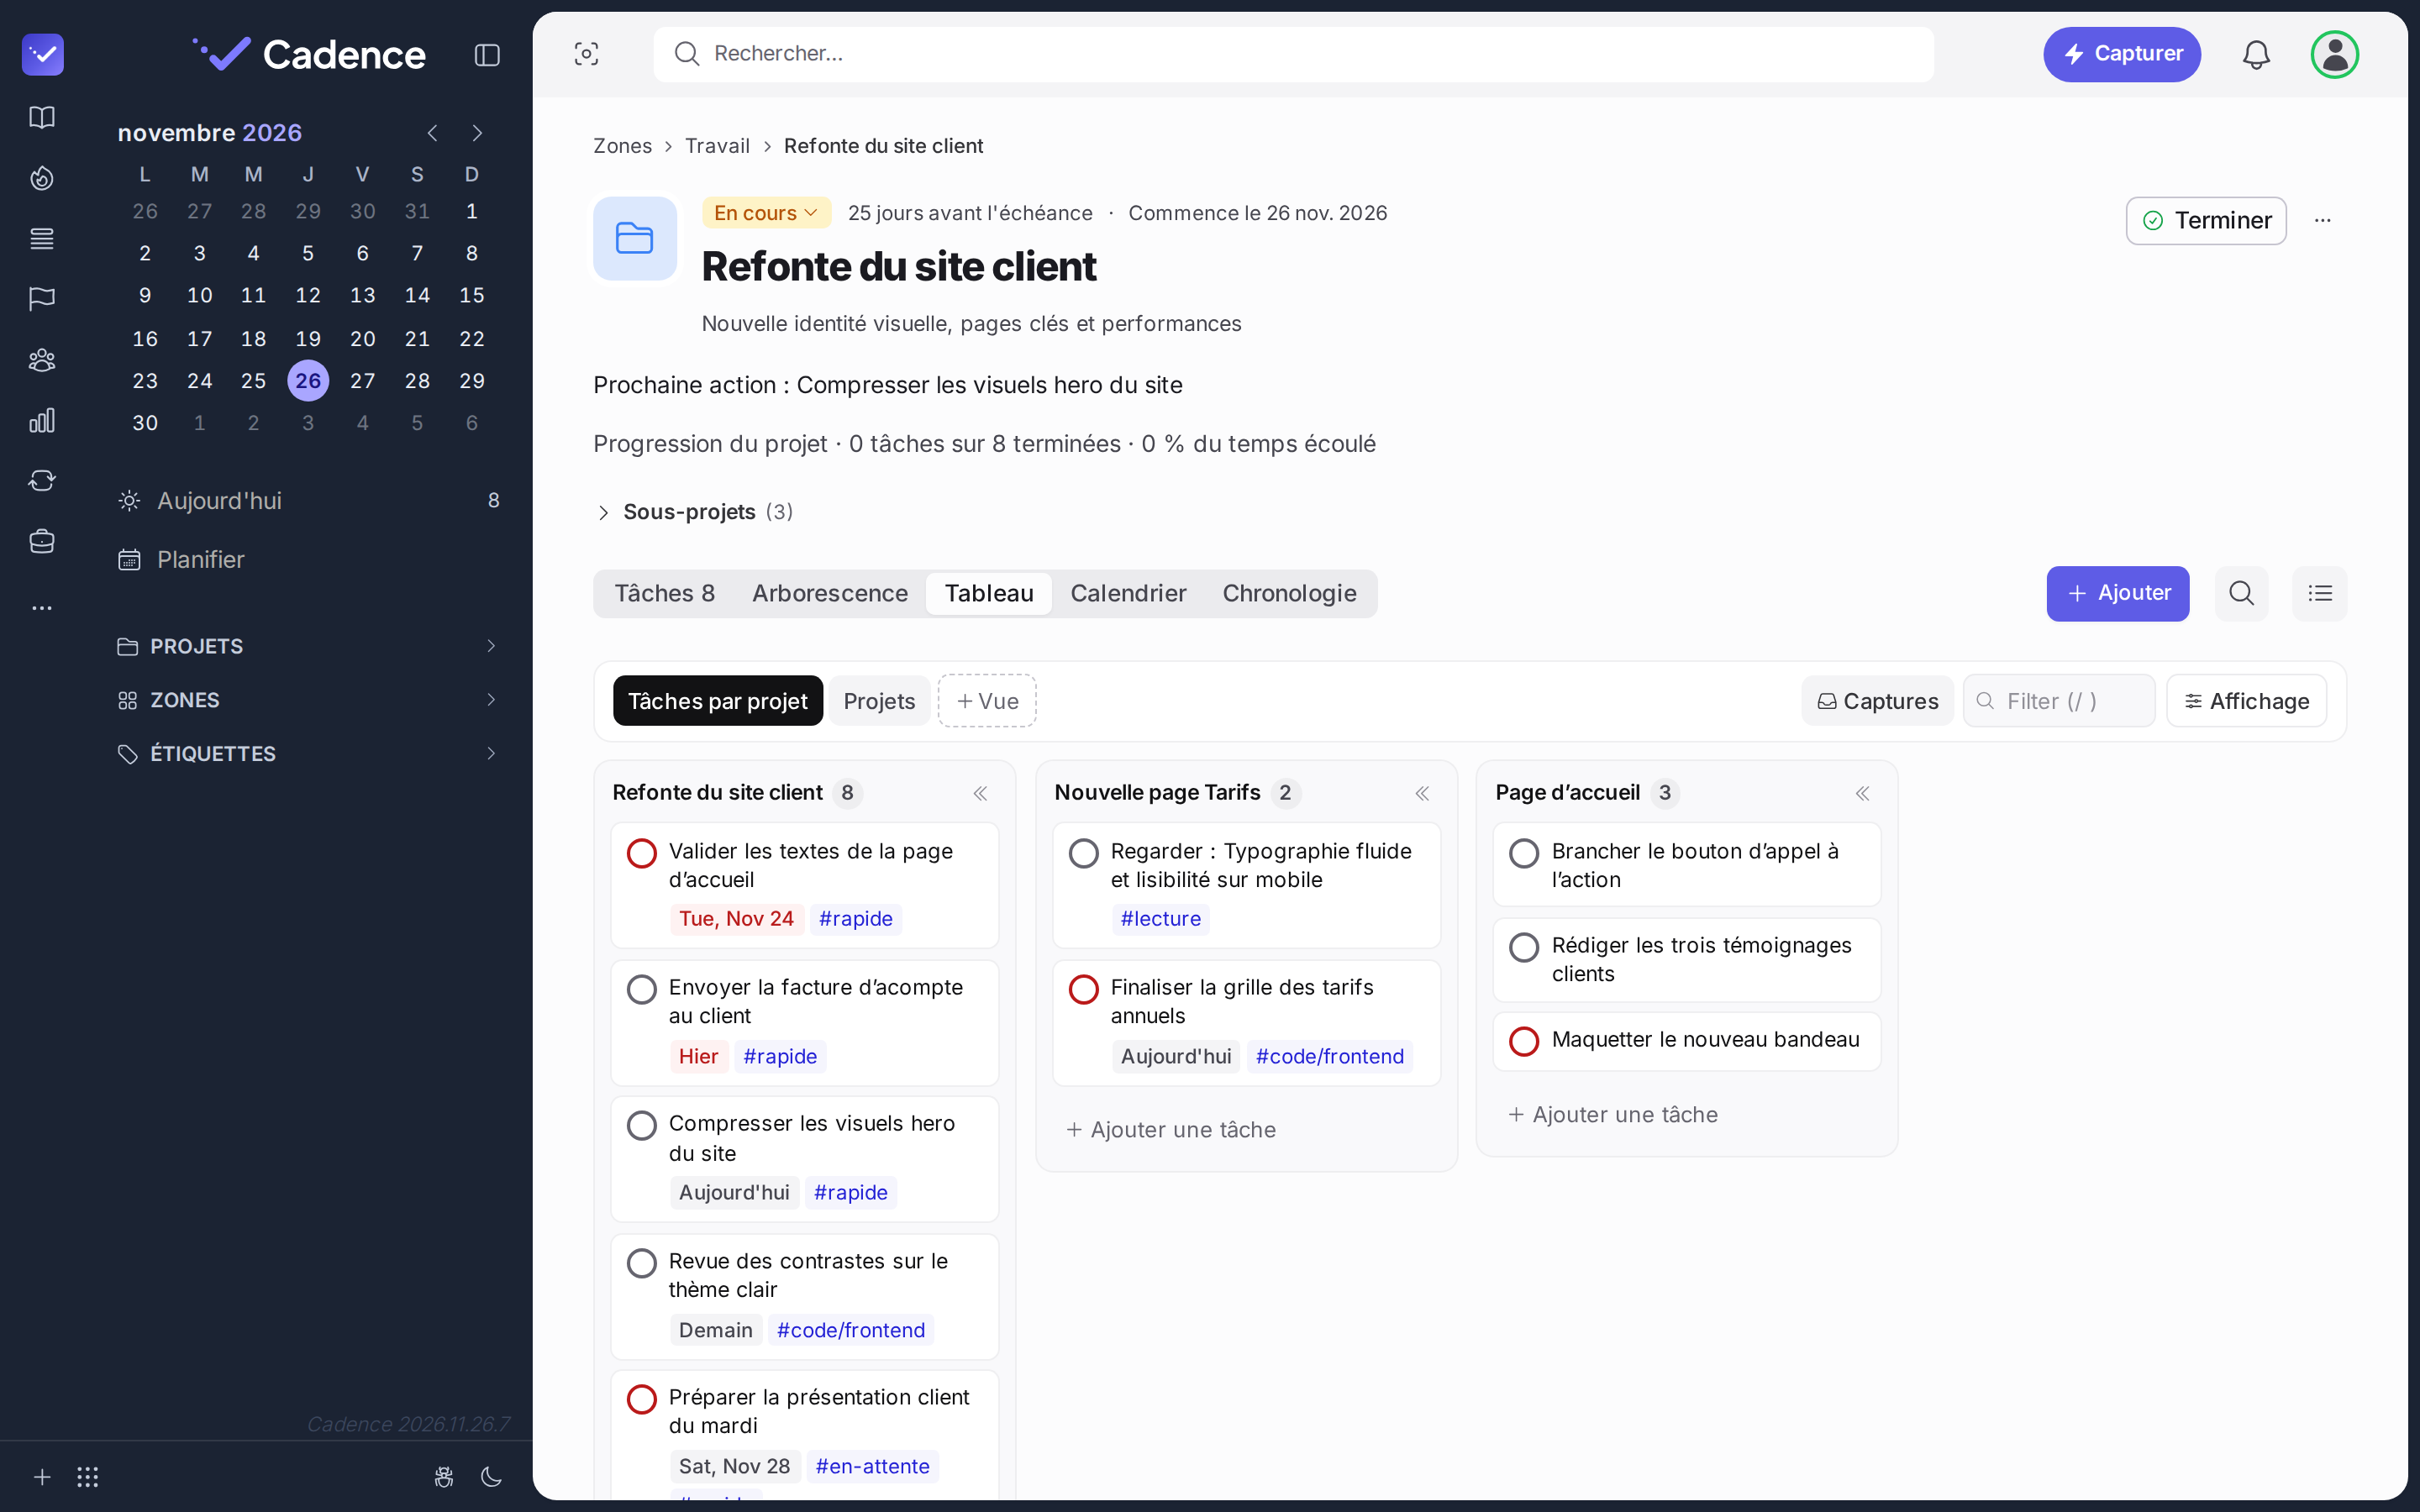 Cadence
novembre 2026
L M M J V S D
26 27 28 29 30 31 1
2 3 4 5 6 7 8
9 10 11 12 13 14 15
16 17 18 19 20 21 22
23 24 25 26 27 28 29
30 1 2 3 4 5 6
Aujourd'hui 8
Planifier
PROJETS
ZONES
ÉTIQUETTES
Cadence 2026.11.26.7
Rechercher...
Capturer
Zones > Travail > Refonte du site client
En cours 25 jours avant l'échéance · Commence le 26 nov. 2026
Terminer
Refonte du site client
Nouvelle identité visuelle, pages clés et performances
Prochaine action : Compresser les visuels hero du site
Progression du projet · 0 tâches sur 8 terminées · 0 % du temps écoulé
Sous-projets (3)
Tâches 8 Arborescence Tableau Calendrier Chronologie
+ Ajouter
Tâches par projet Projets + Vue
Captures Filter (/ ) Affichage
Refonte du site client 8
Valider les textes de la page
d’accueil
Tue, Nov 24 #rapide
Envoyer la facture d’acompte
au client
Hier #rapide
Compresser les visuels hero
du site
Aujourd'hui #rapide
Revue des contrastes sur le
thème clair
Demain #code/frontend
Préparer la présentation client
du mardi
Sat, Nov 28 #en-attente
Nouvelle page Tarifs 2
Regarder : Typographie fluide
et lisibilité sur mobile
#lecture
Finaliser la grille des tarifs
annuels
Aujourd'hui #code/frontend
+ Ajouter une tâche
Page d’accueil 3
Brancher le bouton d’appel à
l’action
Rédiger les trois témoignages
clients
Maquetter le nouveau bandeau
+ Ajouter une tâche